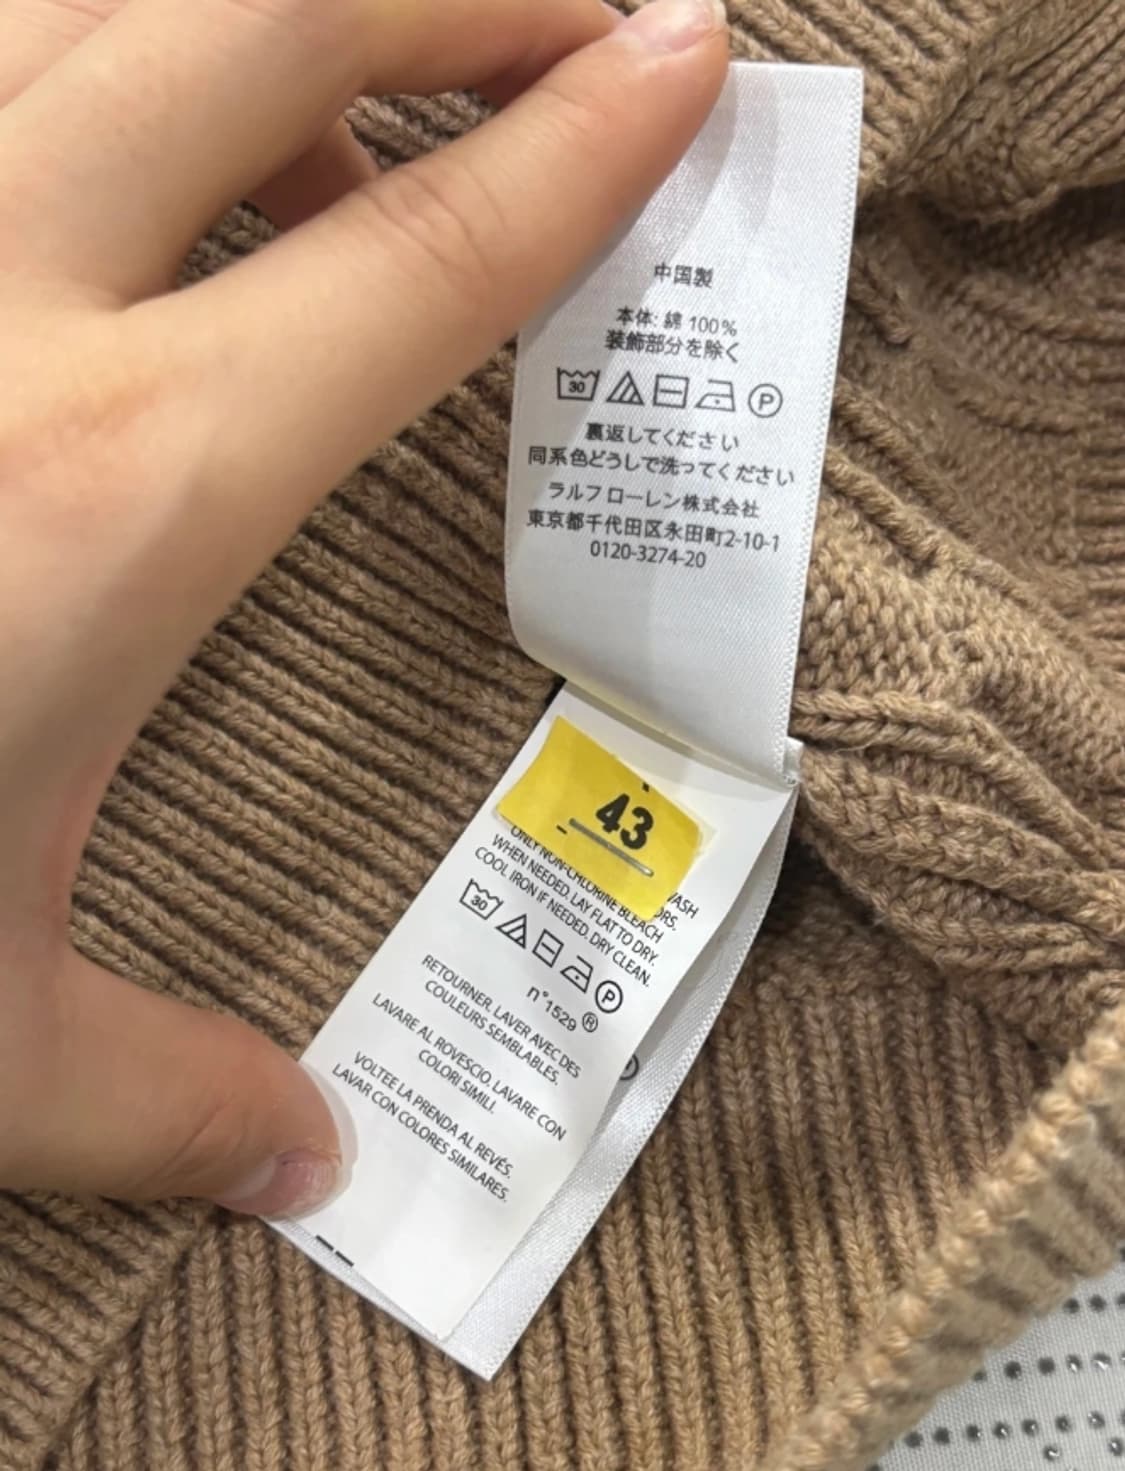 中国製
本体: 綿 100%
装飾部分を除く
30 P
裏返してください
同系色どうしで洗ってください
ラルフ ローレン株式会社
東京都千代田区永田町2-10-1
0120-3274-20
43
WASH
ORS.
ONLY NON-CHLORINE BLEACH
WHEN NEEDED. LAY FLAT TO DRY.
COOL IRON IF NEEDED. DRY CLEAN.
30 P
n°1529 ®
RETOURNER, LAVER AVEC DES
COULEURS SEMBLABLES.
LAVARE AL ROVESCIO, LAVARE CON
COLORI SIMILI.
VOLTEE LA PRENDA AL REVÉS.
LAVAR CON COLORES SIMILARES.